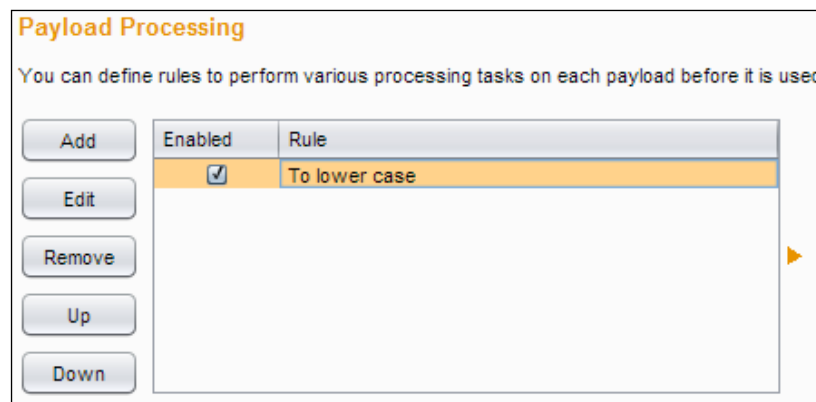 Payload Processing
You can define rules to perform various processing tasks on each payload before it is used
Add
Enabled Rule
To lower case
Edit
Remove
Up
Down